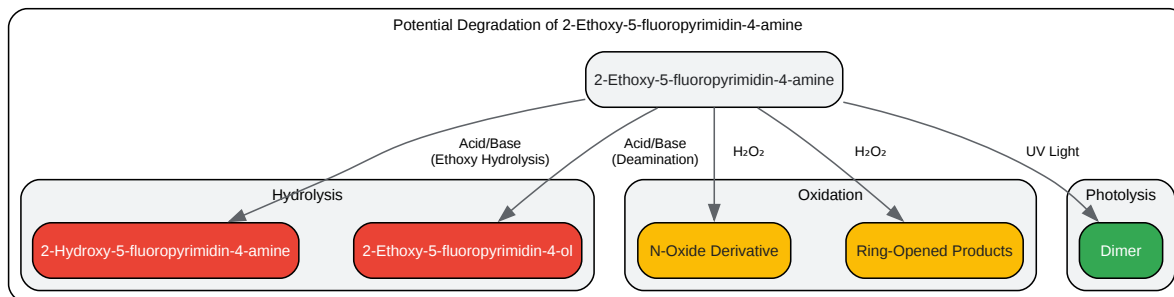 Potential Degradation of 2-Ethoxy-5-fluoropyrimidin-4-amine
2-Ethoxy-5-fluoropyrimidin-4-amine
Acid/Base
(Ethoxy Hydrolysis)
Acid/Base
(Deamination)
H₂O₂
H₂O₂
UV Light
Hydrolysis
Oxidation
Photolysis
2-Hydroxy-5-fluoropyrimidin-4-amine
2-Ethoxy-5-fluoropyrimidin-4-ol
N-Oxide Derivative
Ring-Opened Products
Dimer